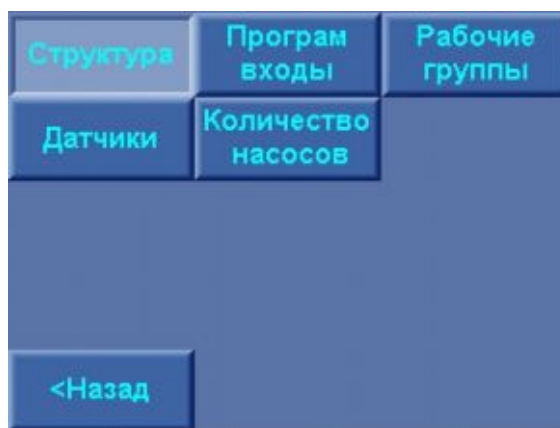 Структура
Програм
входы
Рабочие
группы
Датчики
Количество
насосов
<Назад